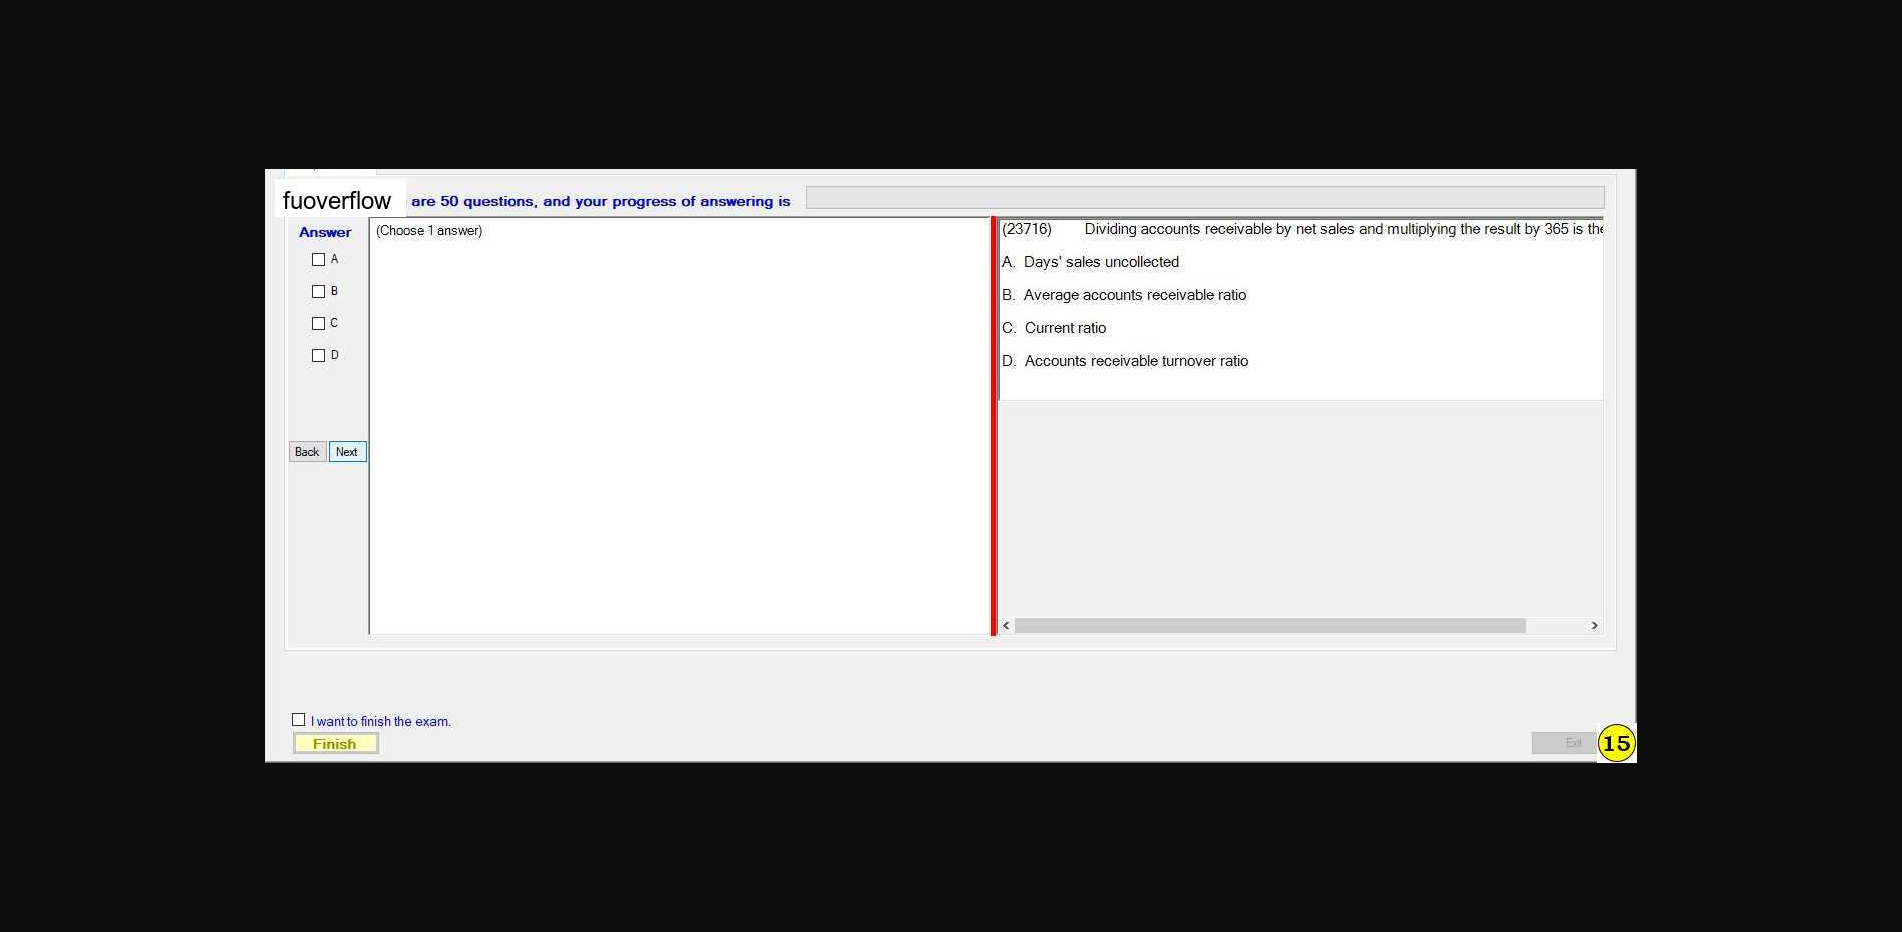 fuoverflow are 50 questions, and your progress of answering is
Answer
A
B
C
D
Back Next
(Choose 1 answer)
(23716) Dividing accounts receivable by net sales and multiplying the result by 365 is the
A. Days' sales uncollected
B. Average accounts receivable ratio
C. Current ratio
D. Accounts receivable turnover ratio
I want to finish the exam.
Finish
Exit
15